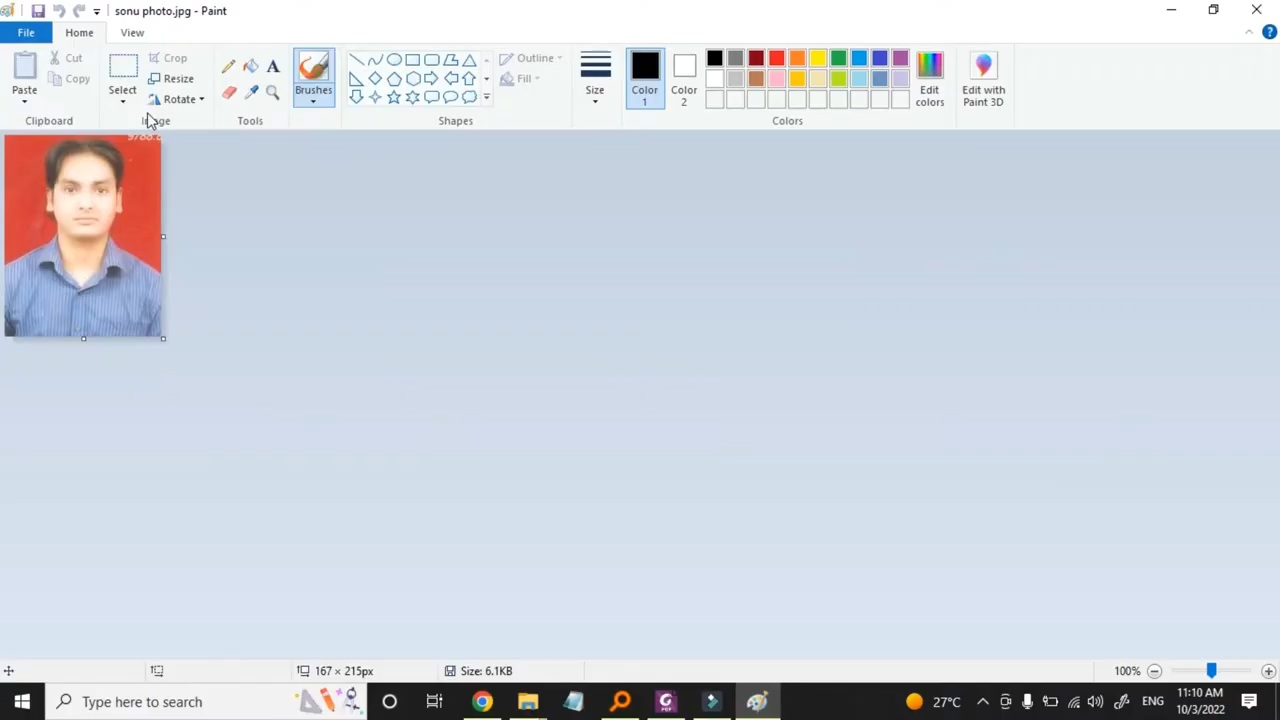 sonu photo.jpg - Paint
File Home View
Paste
Cut
Copy
Clipboard
Select
Crop
Resize
Rotate
Image
Tools
Brushes
Outline
Fill
Shapes
Size
Color 1
Color 2
Edit colors
Colors
Edit with Paint 3D
167 × 215px
Size: 6.1KB
100%
Type here to search
27°C
ENG
11:10 AM
10/3/2022